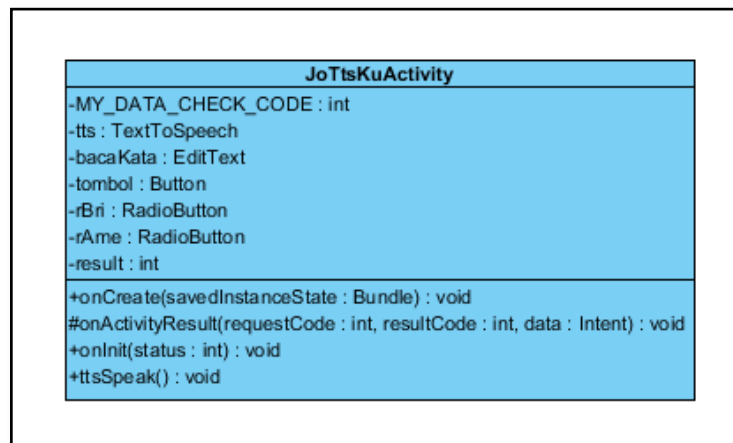 JoTtsKuActivity
-MY_DATA_CHECK_CODE : int
-tts : TextToSpeech
-bacaKata : EditText
-tombol : Button
-rBri : RadioButton
-rAme : RadioButton
-result : int
+onCreate(savedInstanceState : Bundle) : void
#onActivityResult(requestCode : int, resultCode : int, data : Intent) : void
+onInit(status : int) : void
+ttsSpeak() : void